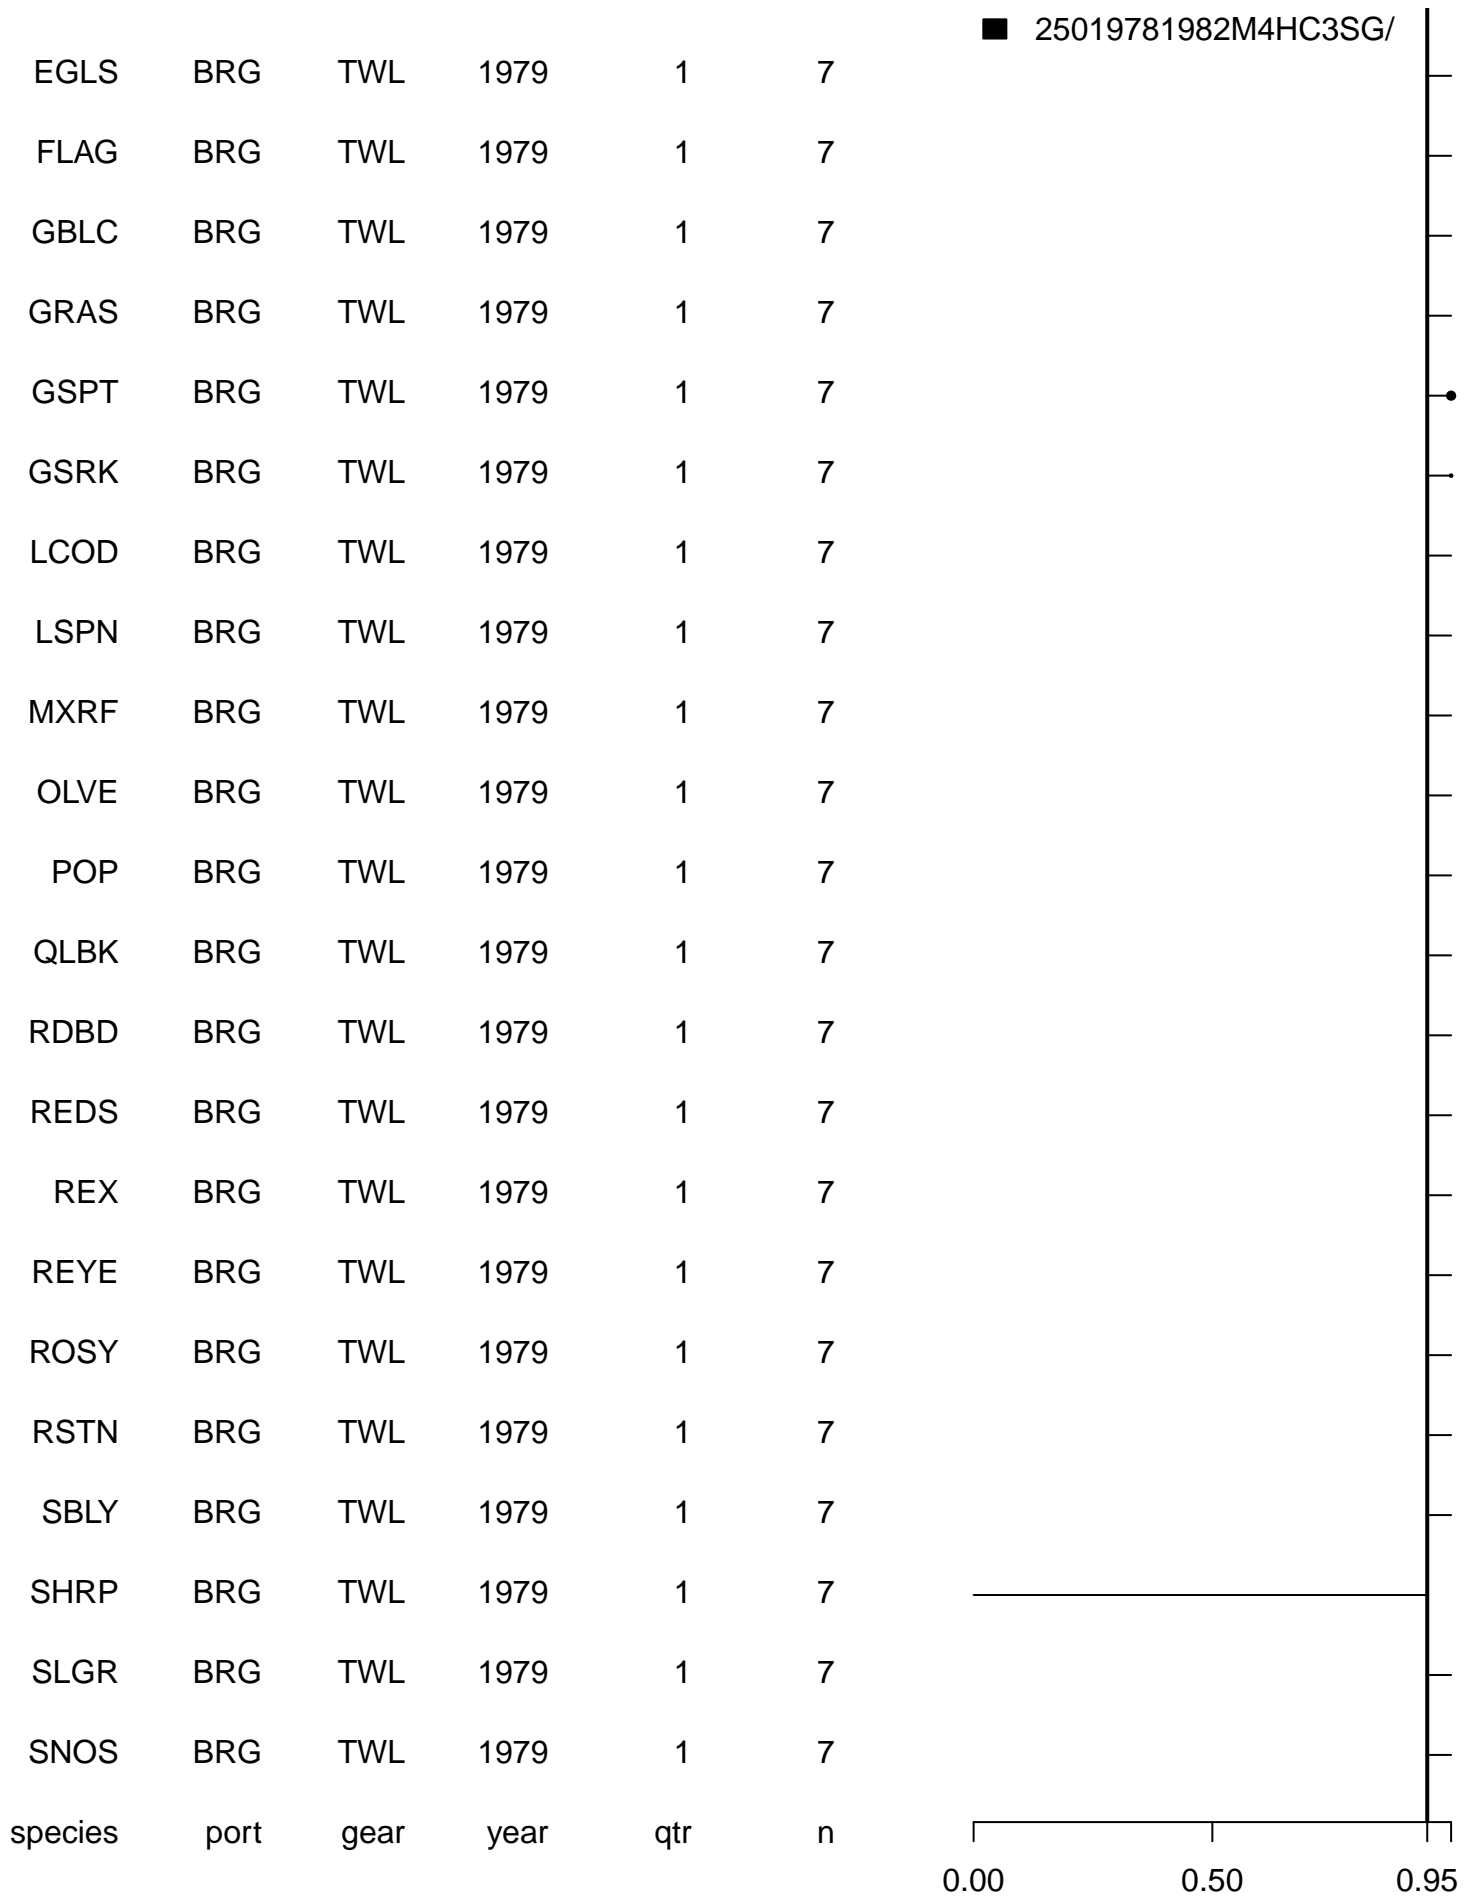 25019781982M4HC3SG/
EGLS BRG TWL 1979 1 7
FLAG BRG TWL 1979 1 7
GBLC BRG TWL 1979 1 7
GRAS BRG TWL 1979 1 7
GSPT BRG TWL 1979 1 7
GSRK BRG TWL 1979 1 7
LCOD BRG TWL 1979 1 7
LSPN BRG TWL 1979 1 7
MXRF BRG TWL 1979 1 7
OLVE BRG TWL 1979 1 7
POP BRG TWL 1979 1 7
QLBK BRG TWL 1979 1 7
RDBD BRG TWL 1979 1 7
REDS BRG TWL 1979 1 7
REX BRG TWL 1979 1 7
REYE BRG TWL 1979 1 7
ROSY BRG TWL 1979 1 7
RSTN BRG TWL 1979 1 7
SBLY BRG TWL 1979 1 7
SHRP BRG TWL 1979 1 7
SLGR BRG TWL 1979 1 7
SNOS BRG TWL 1979 1 7
species port gear year qtr n
0.00 0.50 0.95